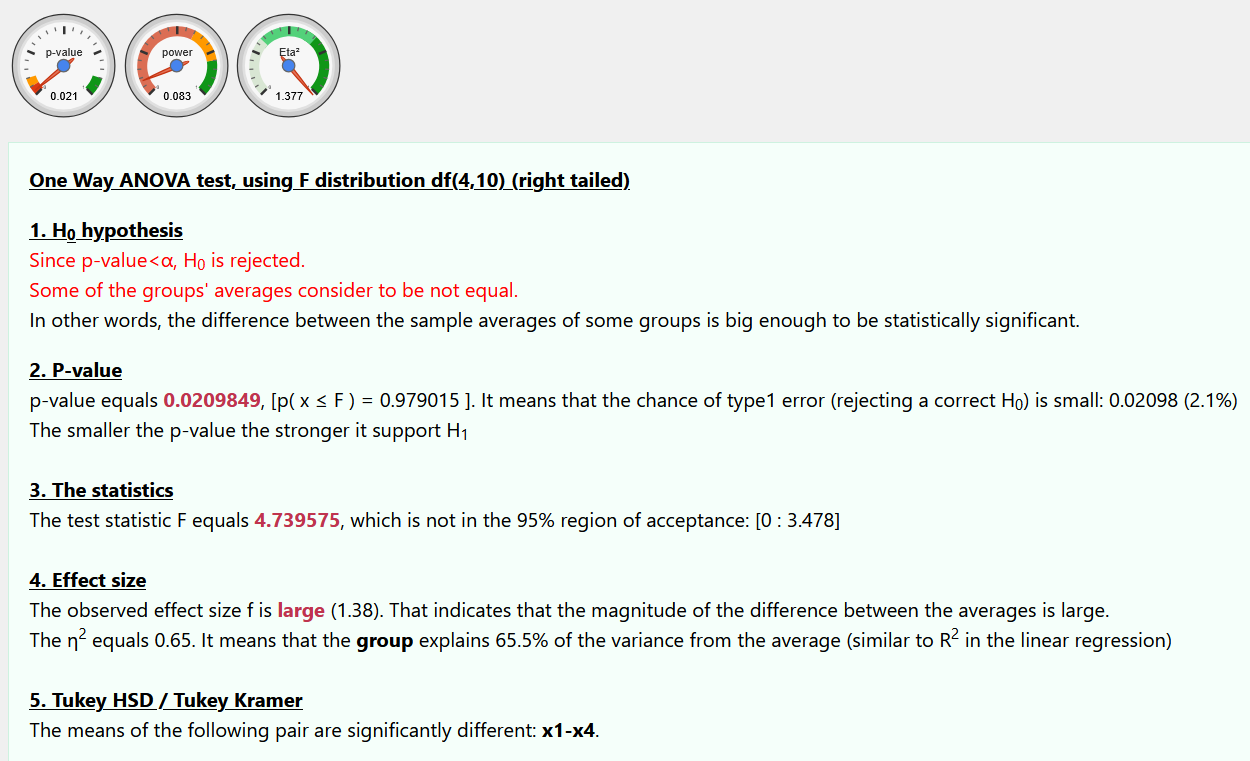 p-value power Eta²
0.021 0.083 1.377
One Way ANOVA test, using F distribution df(4,10) (right tailed)
1. H₀ hypothesis
Since p-value<α, H₀ is rejected.
Some of the groups' averages consider to be not equal.
In other words, the difference between the sample averages of some groups is big enough to be statistically significant.
2. P-value
p-value equals 0.0209849, [p( x ≤ F ) = 0.979015 ]. It means that the chance of type1 error (rejecting a correct H₀) is small: 0.02098 (2.1%)
The smaller the p-value the stronger it support H₁
3. The statistics
The test statistic F equals 4.739575, which is not in the 95% region of acceptance: [0 : 3.478]
4. Effect size
The observed effect size f is large (1.38). That indicates that the magnitude of the difference between the averages is large.
The η² equals 0.65. It means that the group explains 65.5% of the variance from the average (similar to R² in the linear regression)
5. Tukey HSD / Tukey Kramer
The means of the following pair are significantly different: x1-x4.